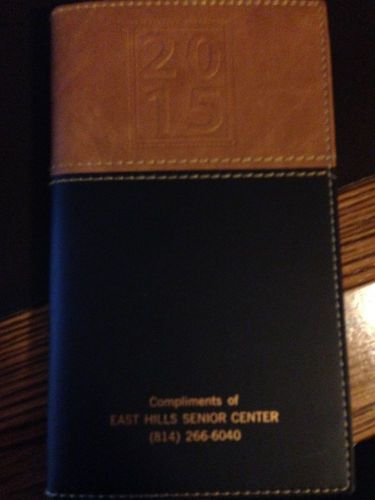 20
15
Compliments of
EAST HILLS SENIOR CENTER
(814) 266-6040